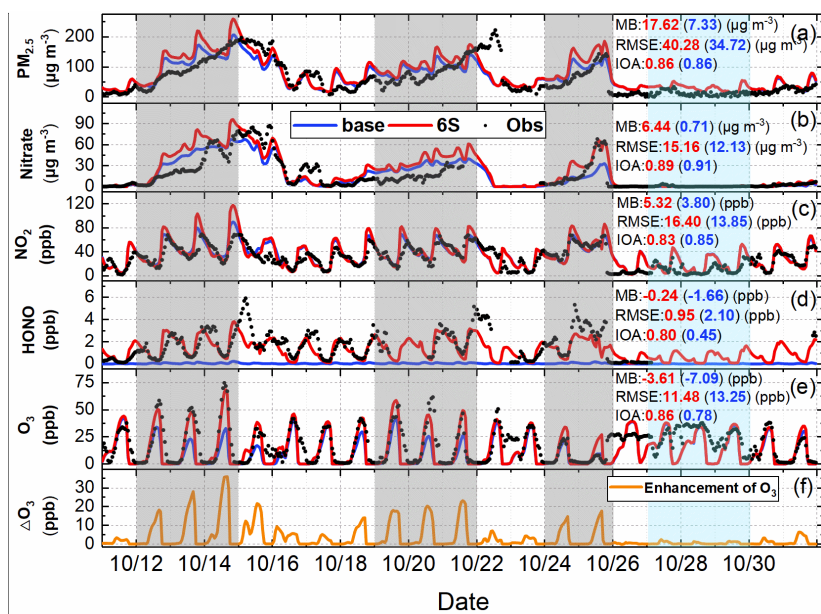 PM2.5
(μg m-3)
200
100
0
(a)
MB:17.62 (7.33) (μg m-3)
RMSE:40.28 (34.72) (μg m-3)
IOA:0.86 (0.86)
Nitrate
(μg m-3)
90
60
30
0
base 6S Obs
(b)
MB:6.44 (0.71) (μg m-3)
RMSE:15.16 (12.13) (μg m-3)
IOA:0.89 (0.91)
NO2
(ppb)
120
80
40
0
MB:5.32 (3.80) (ppb)
(c)
RMSE:16.40 (13.85) (ppb)
IOA:0.83 (0.85)
HONO
(ppb)
6
4
2
0
MB:-0.24 (-1.66) (ppb)
(d)
RMSE:0.95 (2.10) (ppb)
IOA:0.80 (0.45)
O3
(ppb)
75
50
25
0
MB:-3.61 (-7.09) (ppb)
(e)
RMSE:11.48 (13.25) (ppb)
IOA:0.86 (0.78)
△O3
(ppb)
30
20
10
0
Enhancement of O3
(f)
10/12 10/14 10/16 10/18 10/20 10/22 10/24 10/26 10/28 10/30
Date